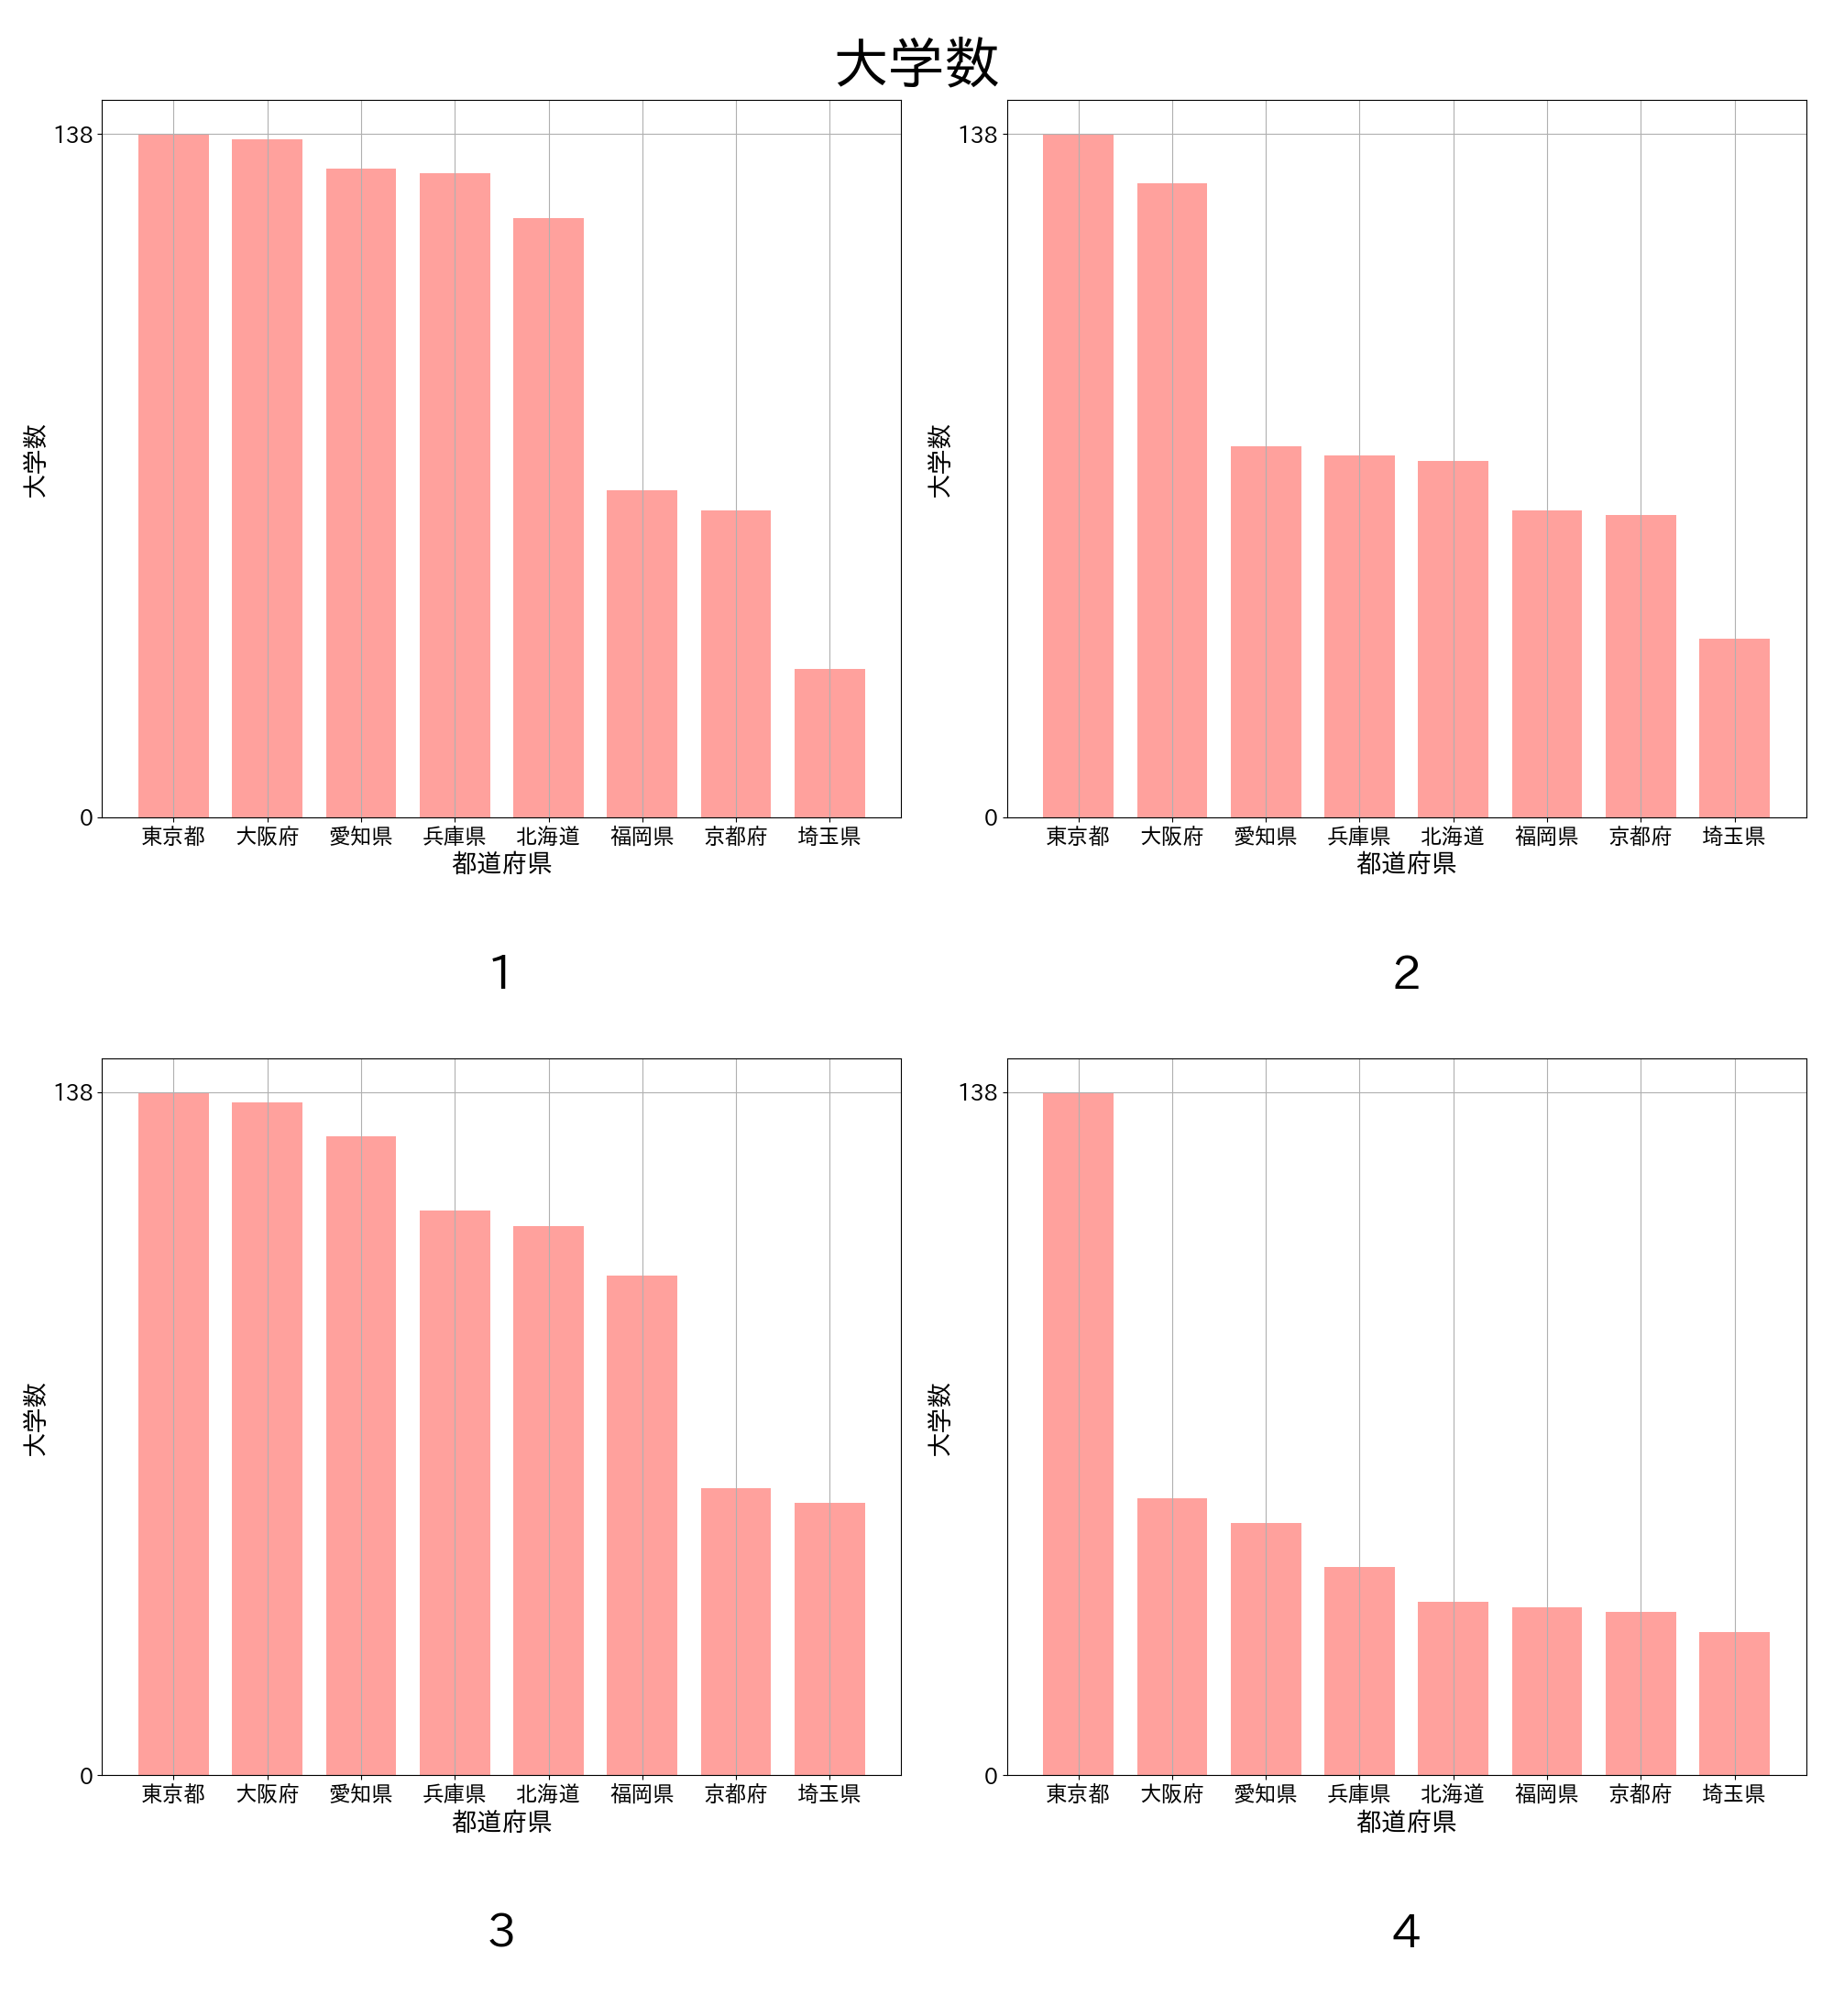 大学数
138
0
大学数
東京都 大阪府 愛知県 兵庫県 北海道 福岡県 京都府 埼玉県
都道府県
1
138
0
大学数
東京都 大阪府 愛知県 兵庫県 北海道 福岡県 京都府 埼玉県
都道府県
2
138
0
大学数
東京都 大阪府 愛知県 兵庫県 北海道 福岡県 京都府 埼玉県
都道府県
3
138
0
大学数
東京都 大阪府 愛知県 兵庫県 北海道 福岡県 京都府 埼玉県
都道府県
4